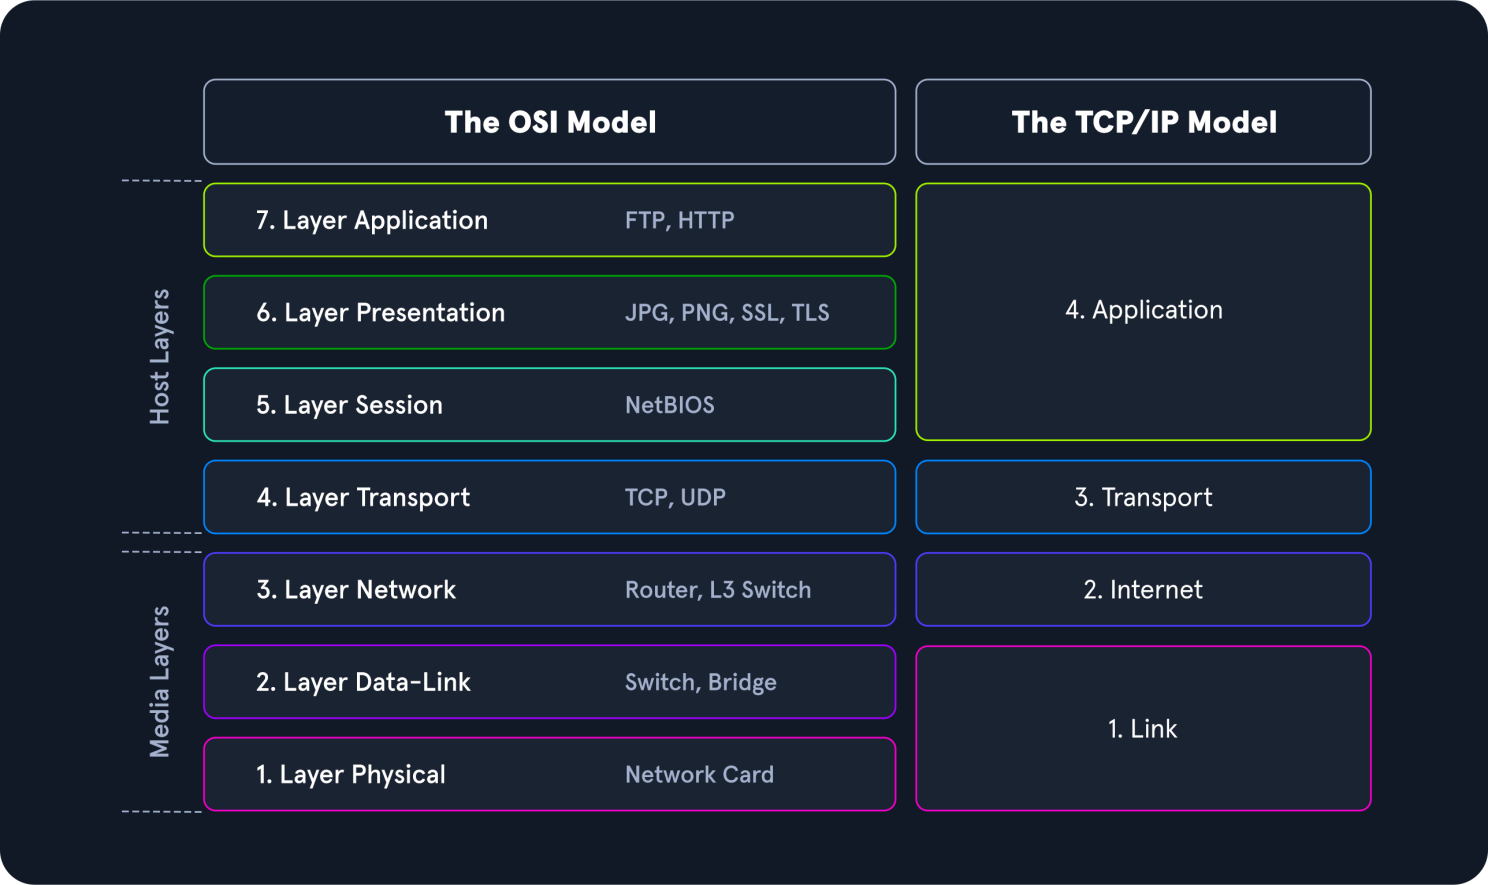 The OSI Model
The TCP/IP Model
Host Layers
7. Layer Application
FTP, HTTP
6. Layer Presentation
JPG, PNG, SSL, TLS
5. Layer Session
NetBIOS
4. Application
4. Layer Transport
TCP, UDP
3. Transport
Media Layers
3. Layer Network
Router, L3 Switch
2. Internet
2. Layer Data-Link
Switch, Bridge
1. Layer Physical
Network Card
1. Link